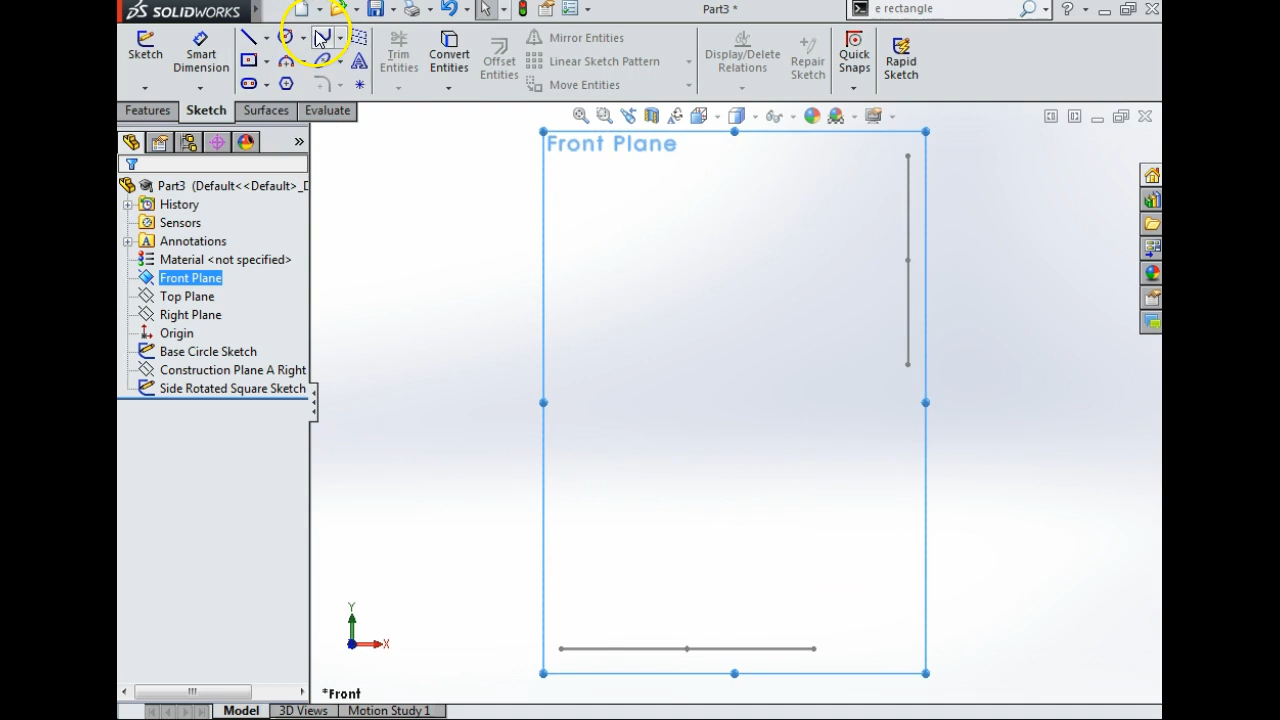 SOLIDWORKS
Part3 *
e rectangle
?
Sketch
Smart
Dimension
Trim
Entities
Convert
Entities
Offset
Entities
Mirror Entities
Linear Sketch Pattern
Move Entities
Display/Delete
Relations
Repair
Sketch
Quick
Snaps
Rapid
Sketch
Features
Sketch
Surfaces
Evaluate
»
Part3 (Default<<Default>_D
History
Sensors
A Annotations
Material <not specified>
Front Plane
Top Plane
Right Plane
Origin
Base Circle Sketch
Construction Plane A Right
Side Rotated Square Sketch
Front Plane
Y
X
*Front
Model
3D Views
Motion Study 1